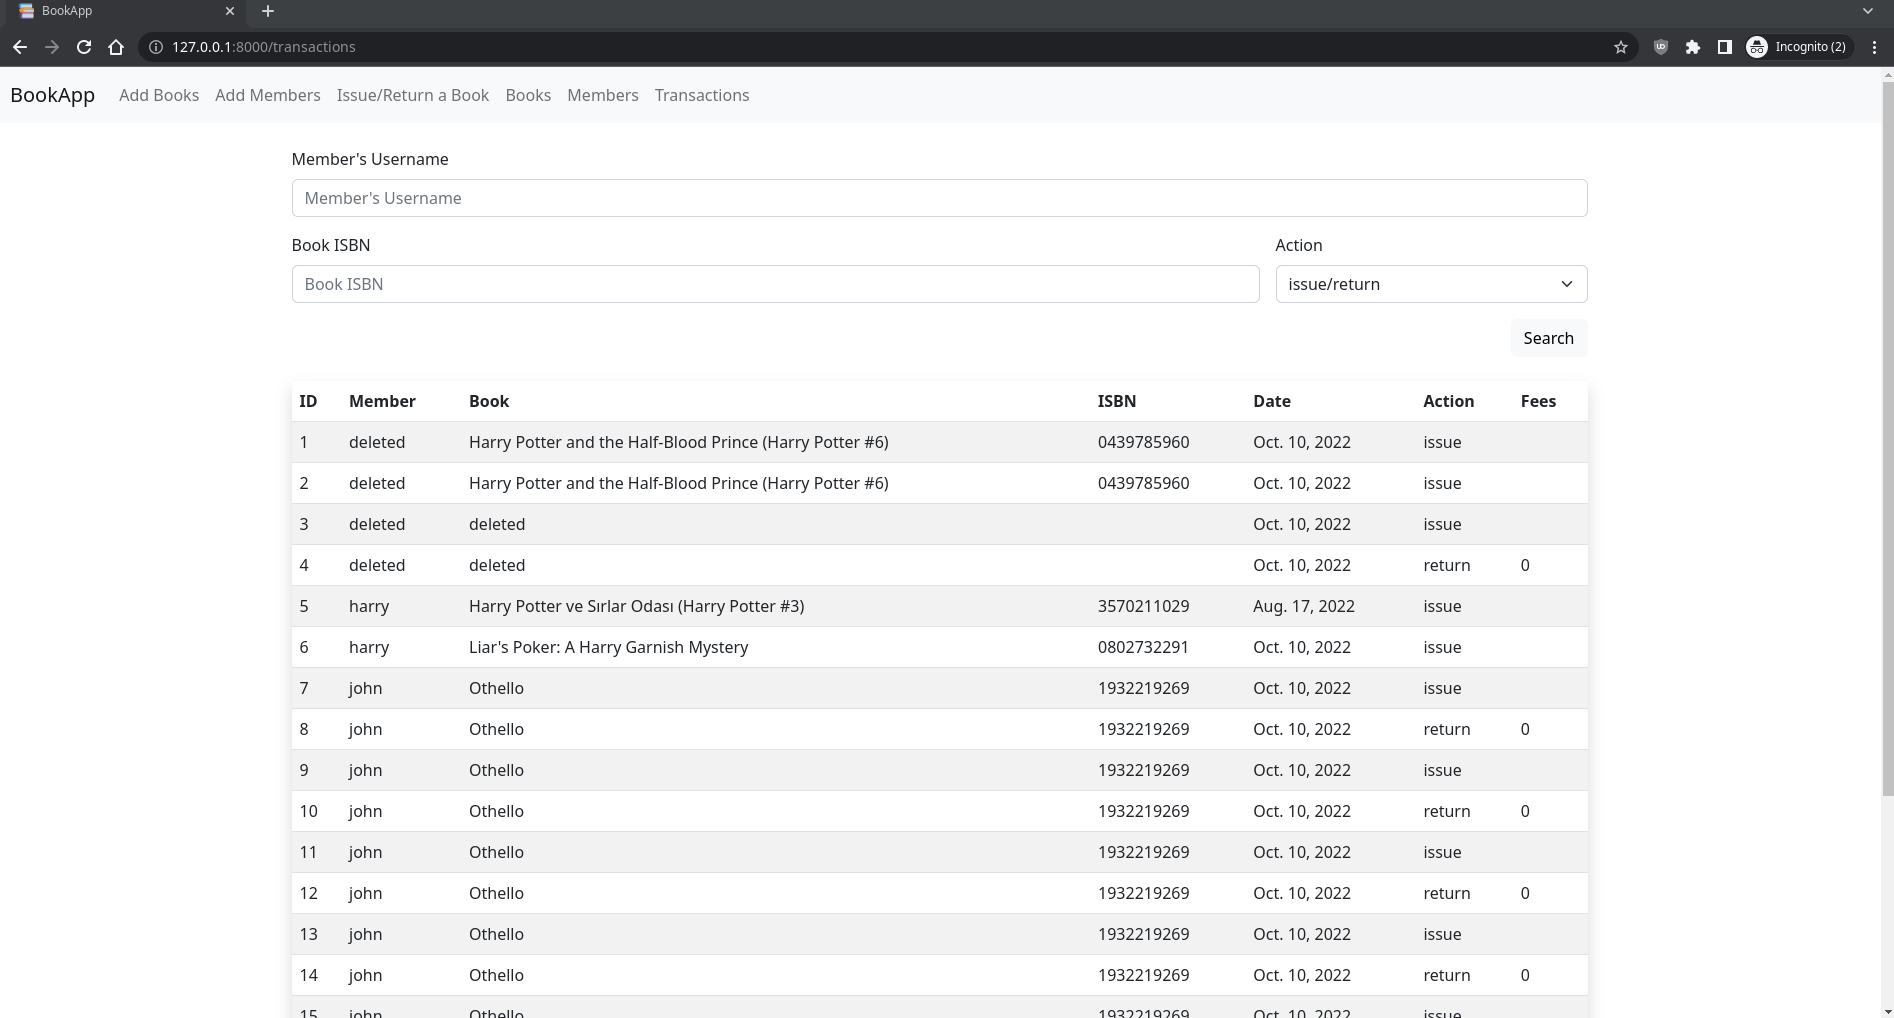 BookApp
127.0.0.1:8000/transactions
Incognito (2)
BookApp Add Books Add Members Issue/Return a Book Books Members Transactions
Member's Username
Member's Username
Book ISBN Action
Book ISBN issue/return
Search
ID Member Book ISBN Date Action Fees
1 deleted Harry Potter and the Half-Blood Prince (Harry Potter #6) 0439785960 Oct. 10, 2022 issue
2 deleted Harry Potter and the Half-Blood Prince (Harry Potter #6) 0439785960 Oct. 10, 2022 issue
3 deleted deleted Oct. 10, 2022 issue
4 deleted deleted Oct. 10, 2022 return 0
5 harry Harry Potter ve Sırlar Odası (Harry Potter #3) 3570211029 Aug. 17, 2022 issue
6 harry Liar's Poker: A Harry Garnish Mystery 0802732291 Oct. 10, 2022 issue
7 john Othello 1932219269 Oct. 10, 2022 issue
8 john Othello 1932219269 Oct. 10, 2022 return 0
9 john Othello 1932219269 Oct. 10, 2022 issue
10 john Othello 1932219269 Oct. 10, 2022 return 0
11 john Othello 1932219269 Oct. 10, 2022 issue
12 john Othello 1932219269 Oct. 10, 2022 return 0
13 john Othello 1932219269 Oct. 10, 2022 issue
14 john Othello 1932219269 Oct. 10, 2022 return 0
15 john Othello 1932219269 Oct. 10, 2022 issue